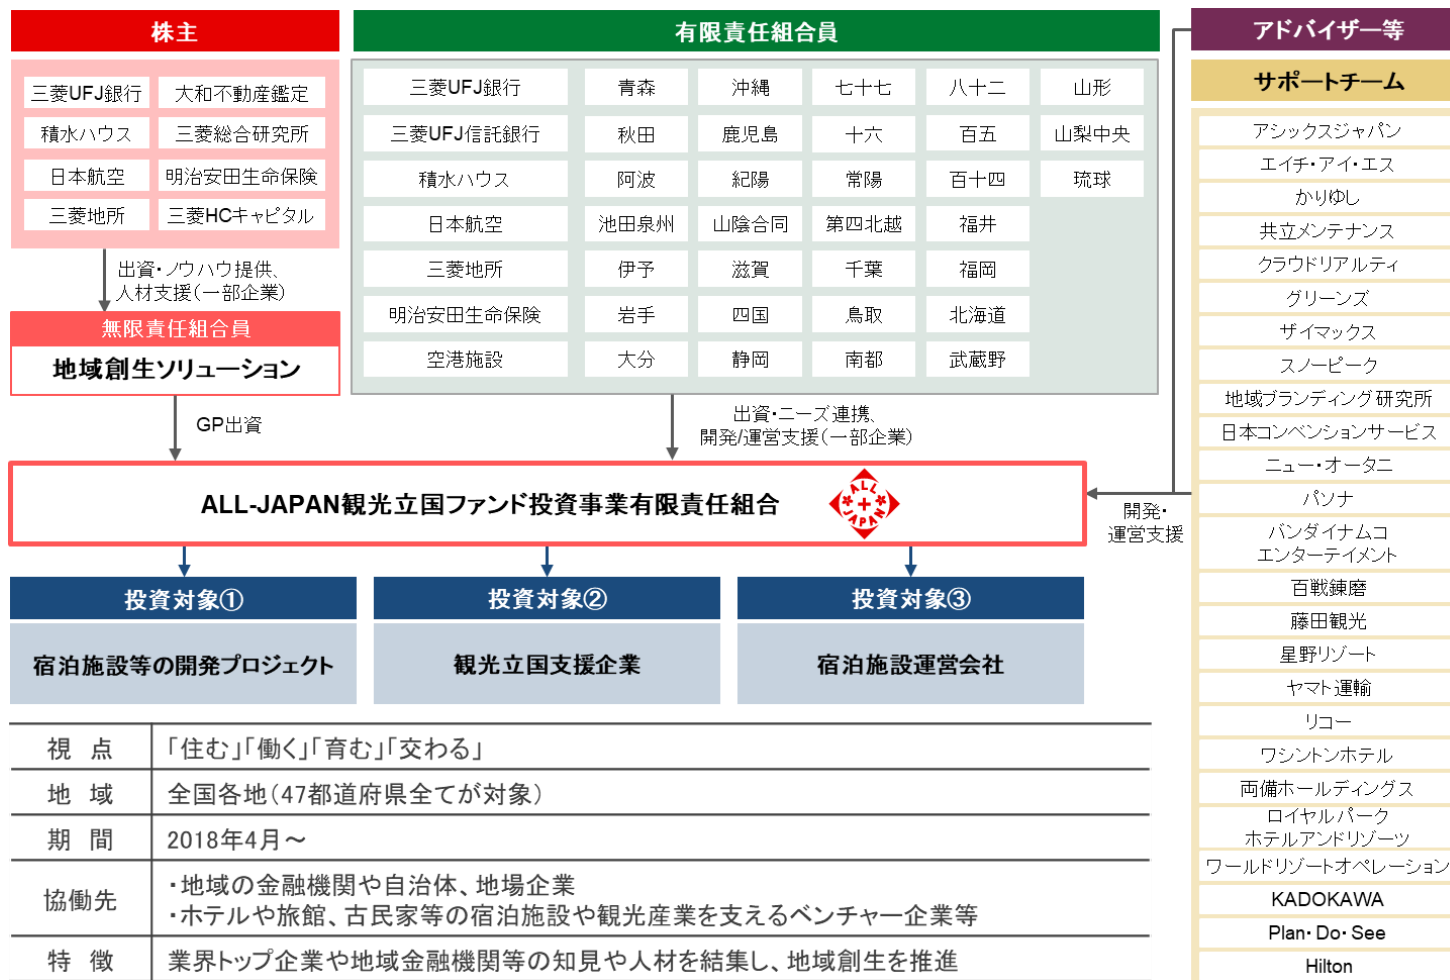 株主
三菱UFJ銀行
大和不動産鑑定
積水ハウス
三菱総合研究所
日本航空
明治安田生命保険
三菱地所
三菱HCキャピタル
出資・ノウハウ提供、
人材支援(一部企業)
無限責任組合員
地域創生ソリューション
GP出資
有限責任組合員
三菱UFJ銀行
青森
沖縄
七十七
八十二
山形
三菱UFJ信託銀行
秋田
鹿児島
十六
百五
山梨中央
積水ハウス
阿波
紀陽
常陽
百十四
琉球
日本航空
池田泉州
山陰合同
第四北越
福井
三菱地所
伊予
滋賀
千葉
福岡
明治安田生命保険
岩手
四国
鳥取
北海道
空港施設
大分
静岡
南都
武蔵野
出資・ニーズ連携、
開発/運営支援(一部企業)
アドバイザー等
サポートチーム
アシックスジャパン
エイチ・アイ・エス
かりゆし
共立メンテナンス
クラウドリアルティ
グリーンズ
ザイマックス
スノーピーク
地域ブランディング研究所
日本コンベンションサービス
ニュー・オータニ
パソナ
バンダイナムコ
エンターテイメント
百戦錬磨
藤田観光
星野リゾート
ヤマト運輸
リコー
ワシントンホテル
両備ホールディングス
ロイヤルパーク
ホテルアンドリゾーツ
ワールドリゾートオペレーション
KADOKAWA
Plan・Do・See
Hilton
開発・
運営支援
ALL-JAPAN観光立国ファンド投資事業有限責任組合
ALL
+
JAPAN
投資対象①
宿泊施設等の開発プロジェクト
投資対象②
観光立国支援企業
投資対象③
宿泊施設運営会社
視 点
「住む」「働く」「育む」「交わる」
地 域
全国各地(47都道府県全てが対象)
期 間
2018年4月～
協働先
・地域の金融機関や自治体、地場企業
・ホテルや旅館、古民家等の宿泊施設や観光産業を支えるベンチャー企業等
特 徴
業界トップ企業や地域金融機関等の知見や人材を結集し、地域創生を推進